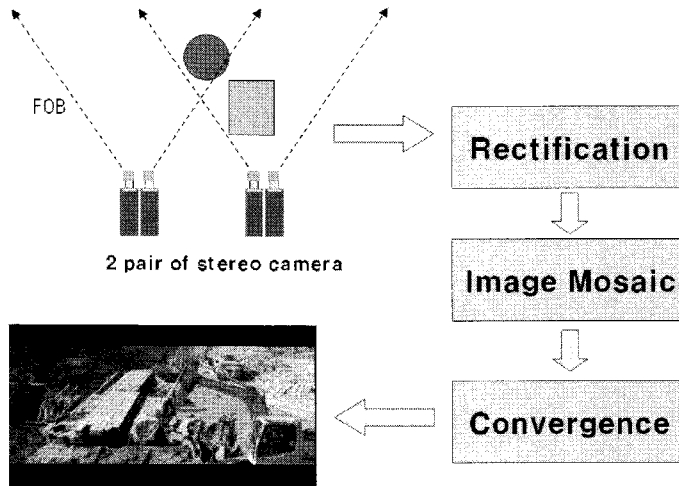 FOB
2 pair of stereo camera
Rectification
Image Mosaic
Convergence